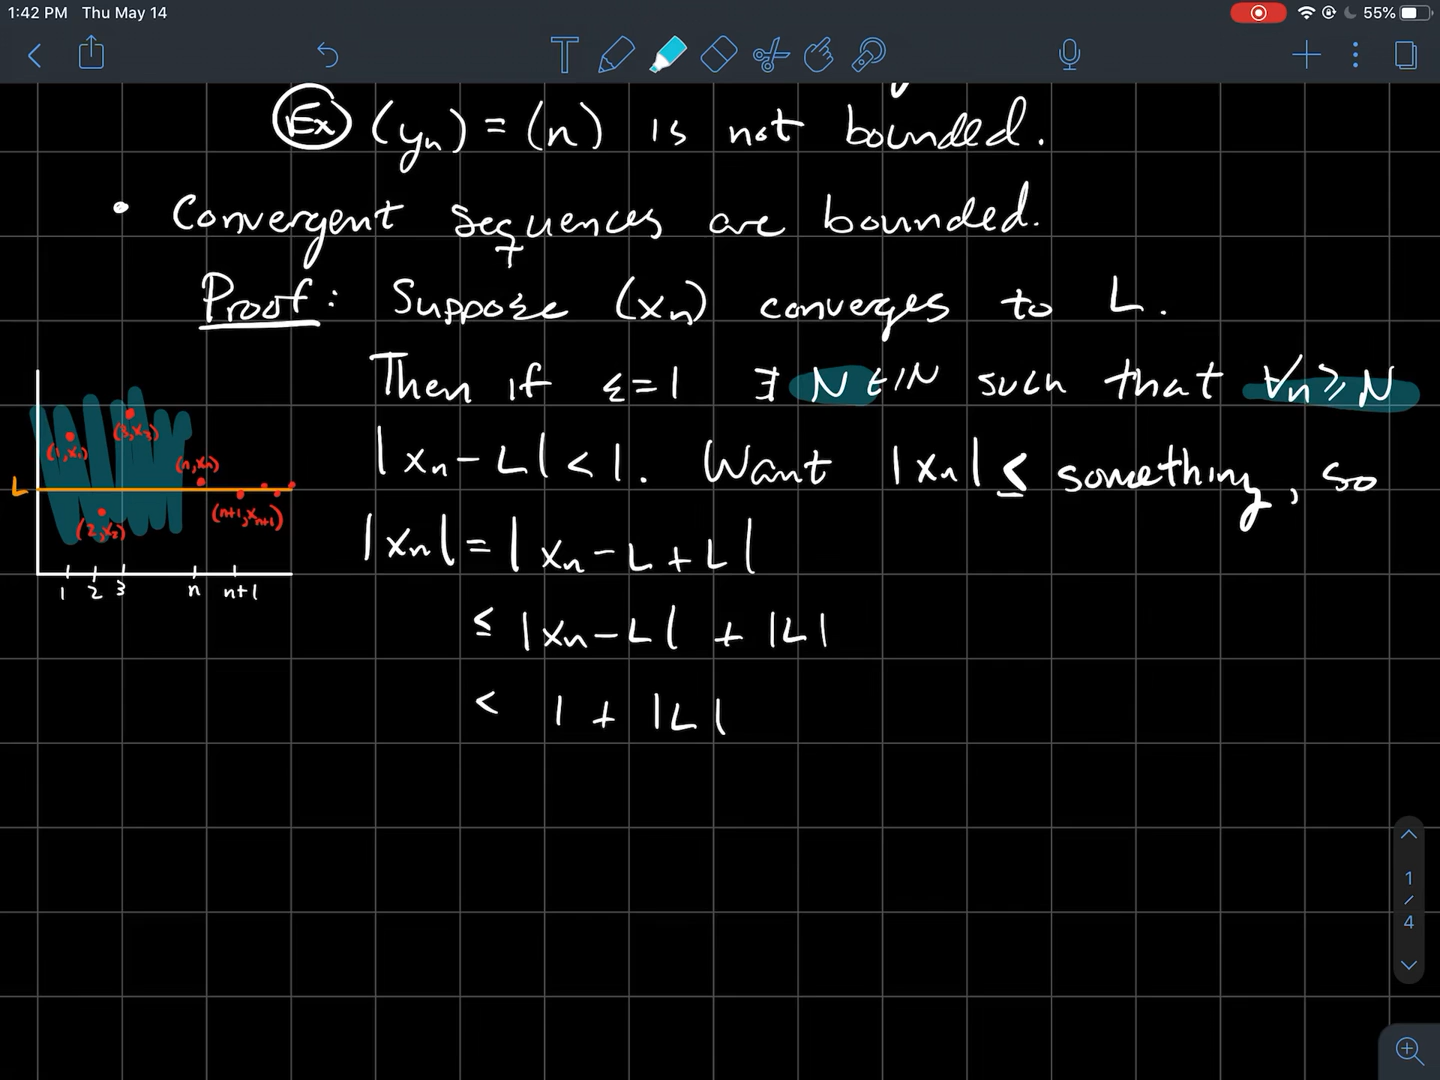 1:42 PM Thu May 14
55%
T
Ex (yn) = (n) is not bounded.
• Convergent sequences are bounded.
Proof: Suppose (xn) converges to L.
Then if ε=1 ∃ N∈ℕ such that ∀n≥N
|xn-L|<1. Want |xn| ≤ something, so
|xn| = |xn-L+L|
≤ |xn-L| + |L|
< 1 + |L|
(3,x3)
(1,x1)
(n,xn)
L
(n+1,xn+1)
(2,x2)
1 2 3 n n+1
1
/
4